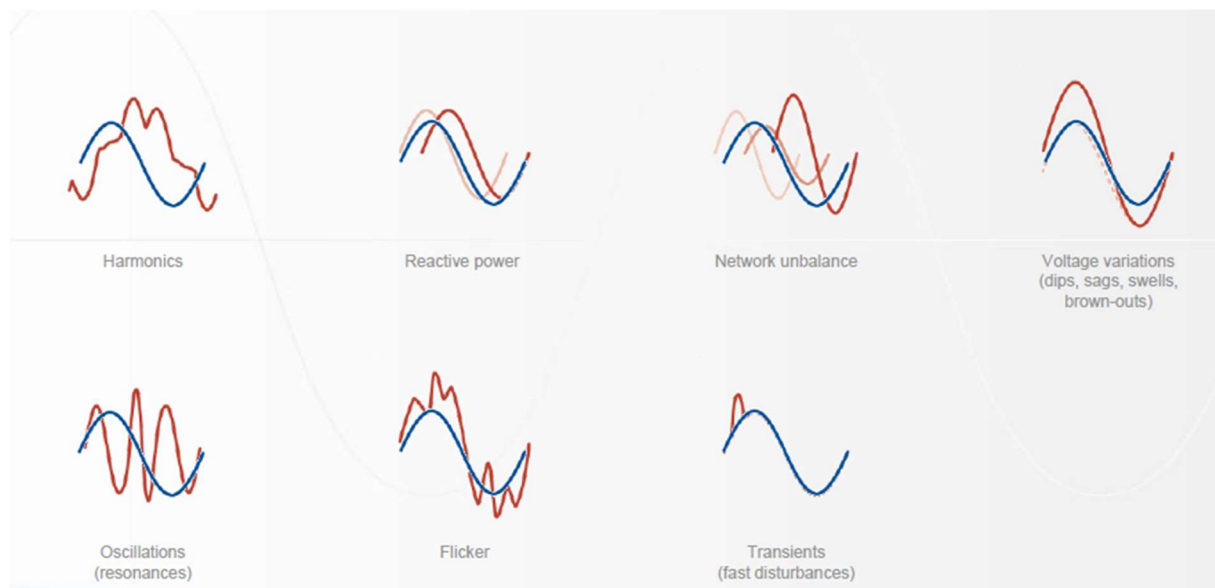 Harmonics
Reactive power
Network unbalance
Voltage variations
(dips, sags, swells,
brown-outs)
Oscillations
(resonances)
Flicker
Transients
(fast disturbances)